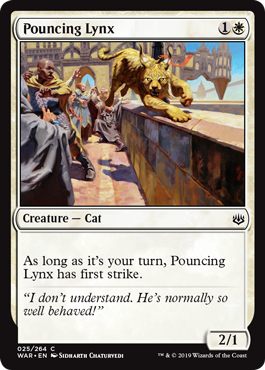 Pouncing Lynx 1
Creature — Cat
As long as it's your turn, Pouncing
Lynx has first strike.
"I don't understand. He's normally so
well behaved!"
2/1
025/264 C
WAR • EN SIDHARTH CHATURVEDI
™ & © 2019 Wizards of the Coast